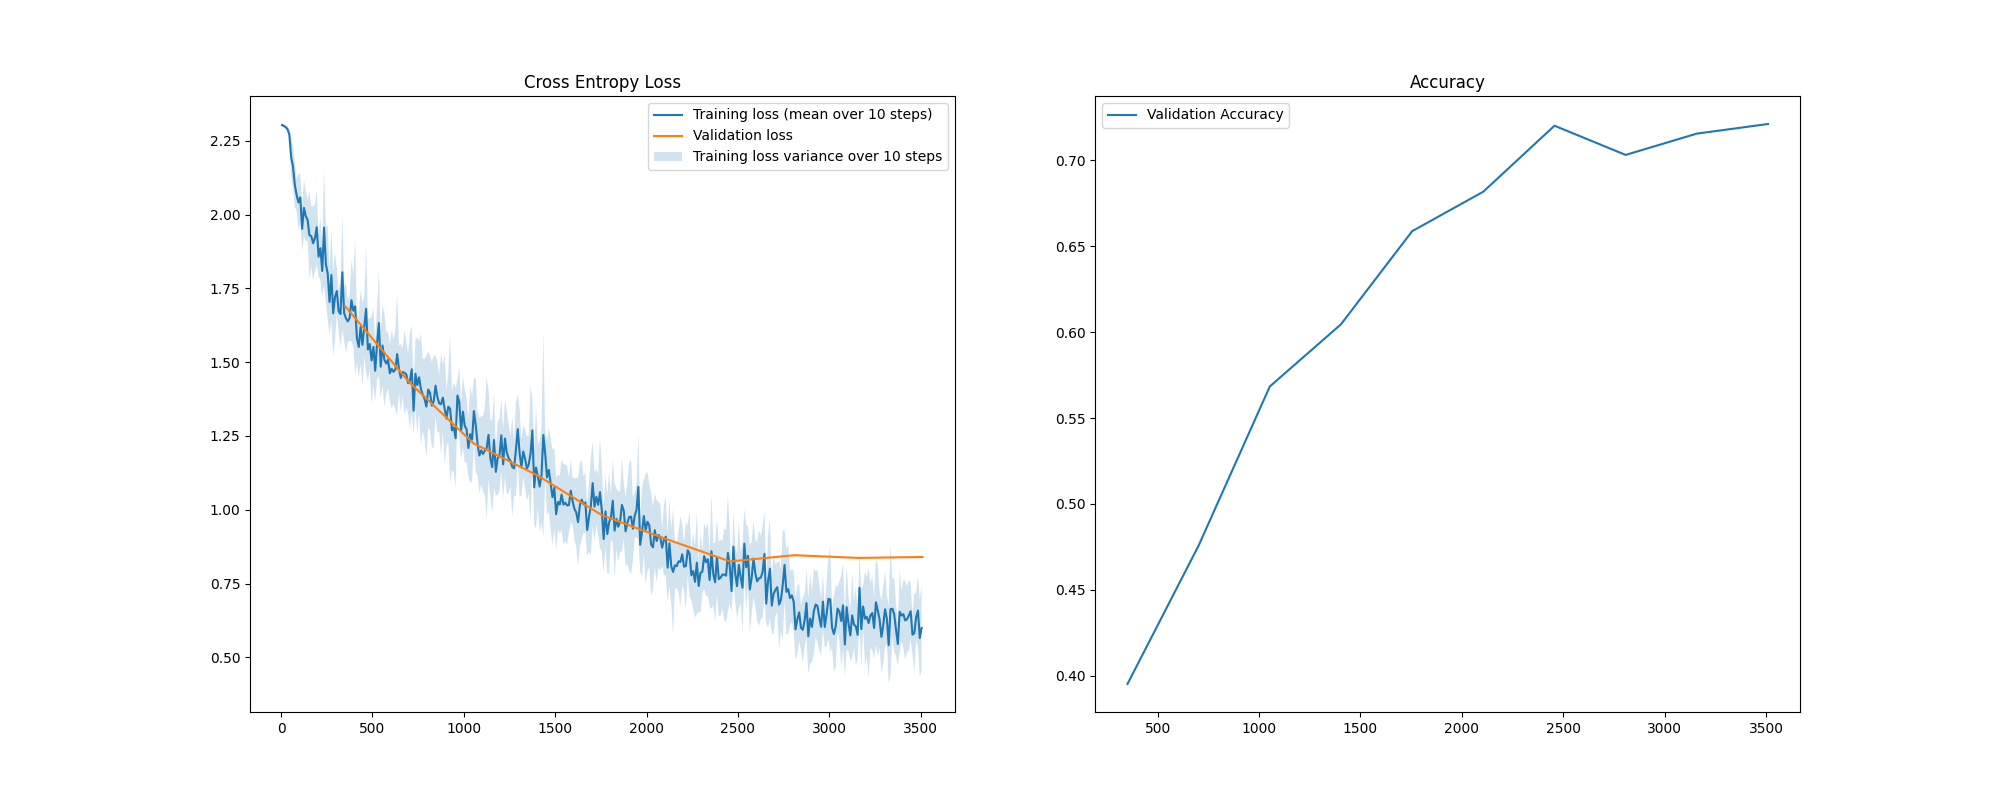 Cross Entropy Loss
Training loss (mean over 10 steps)
Validation loss
Training loss variance over 10 steps
2.25
2.00
1.75
1.50
1.25
1.00
0.75
0.50
0 500 1000 1500 2000 2500 3000 3500
Accuracy
Validation Accuracy
0.70
0.65
0.60
0.55
0.50
0.45
0.40
500 1000 1500 2000 2500 3000 3500